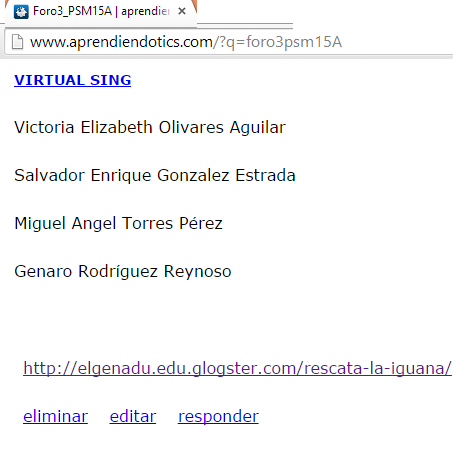 Foro3_PSM15A | aprendien
www.aprendiendotics.com/?q=foro3psm15A
VIRTUAL SING
Victoria Elizabeth Olivares Aguilar
Salvador Enrique Gonzalez Estrada
Miguel Angel Torres Pérez
Genaro Rodríguez Reynoso
http://elgenadu.edu.glogster.com/rescata-la-iguana/
eliminar editar responder